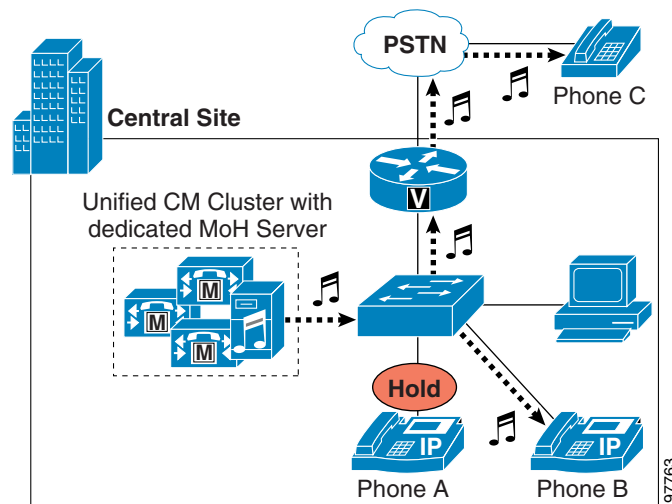 PSTN
Phone C
Central Site
V
Unified CM Cluster with
dedicated MoH Server
M
M
M
Hold
IP
IP
Phone A
Phone B